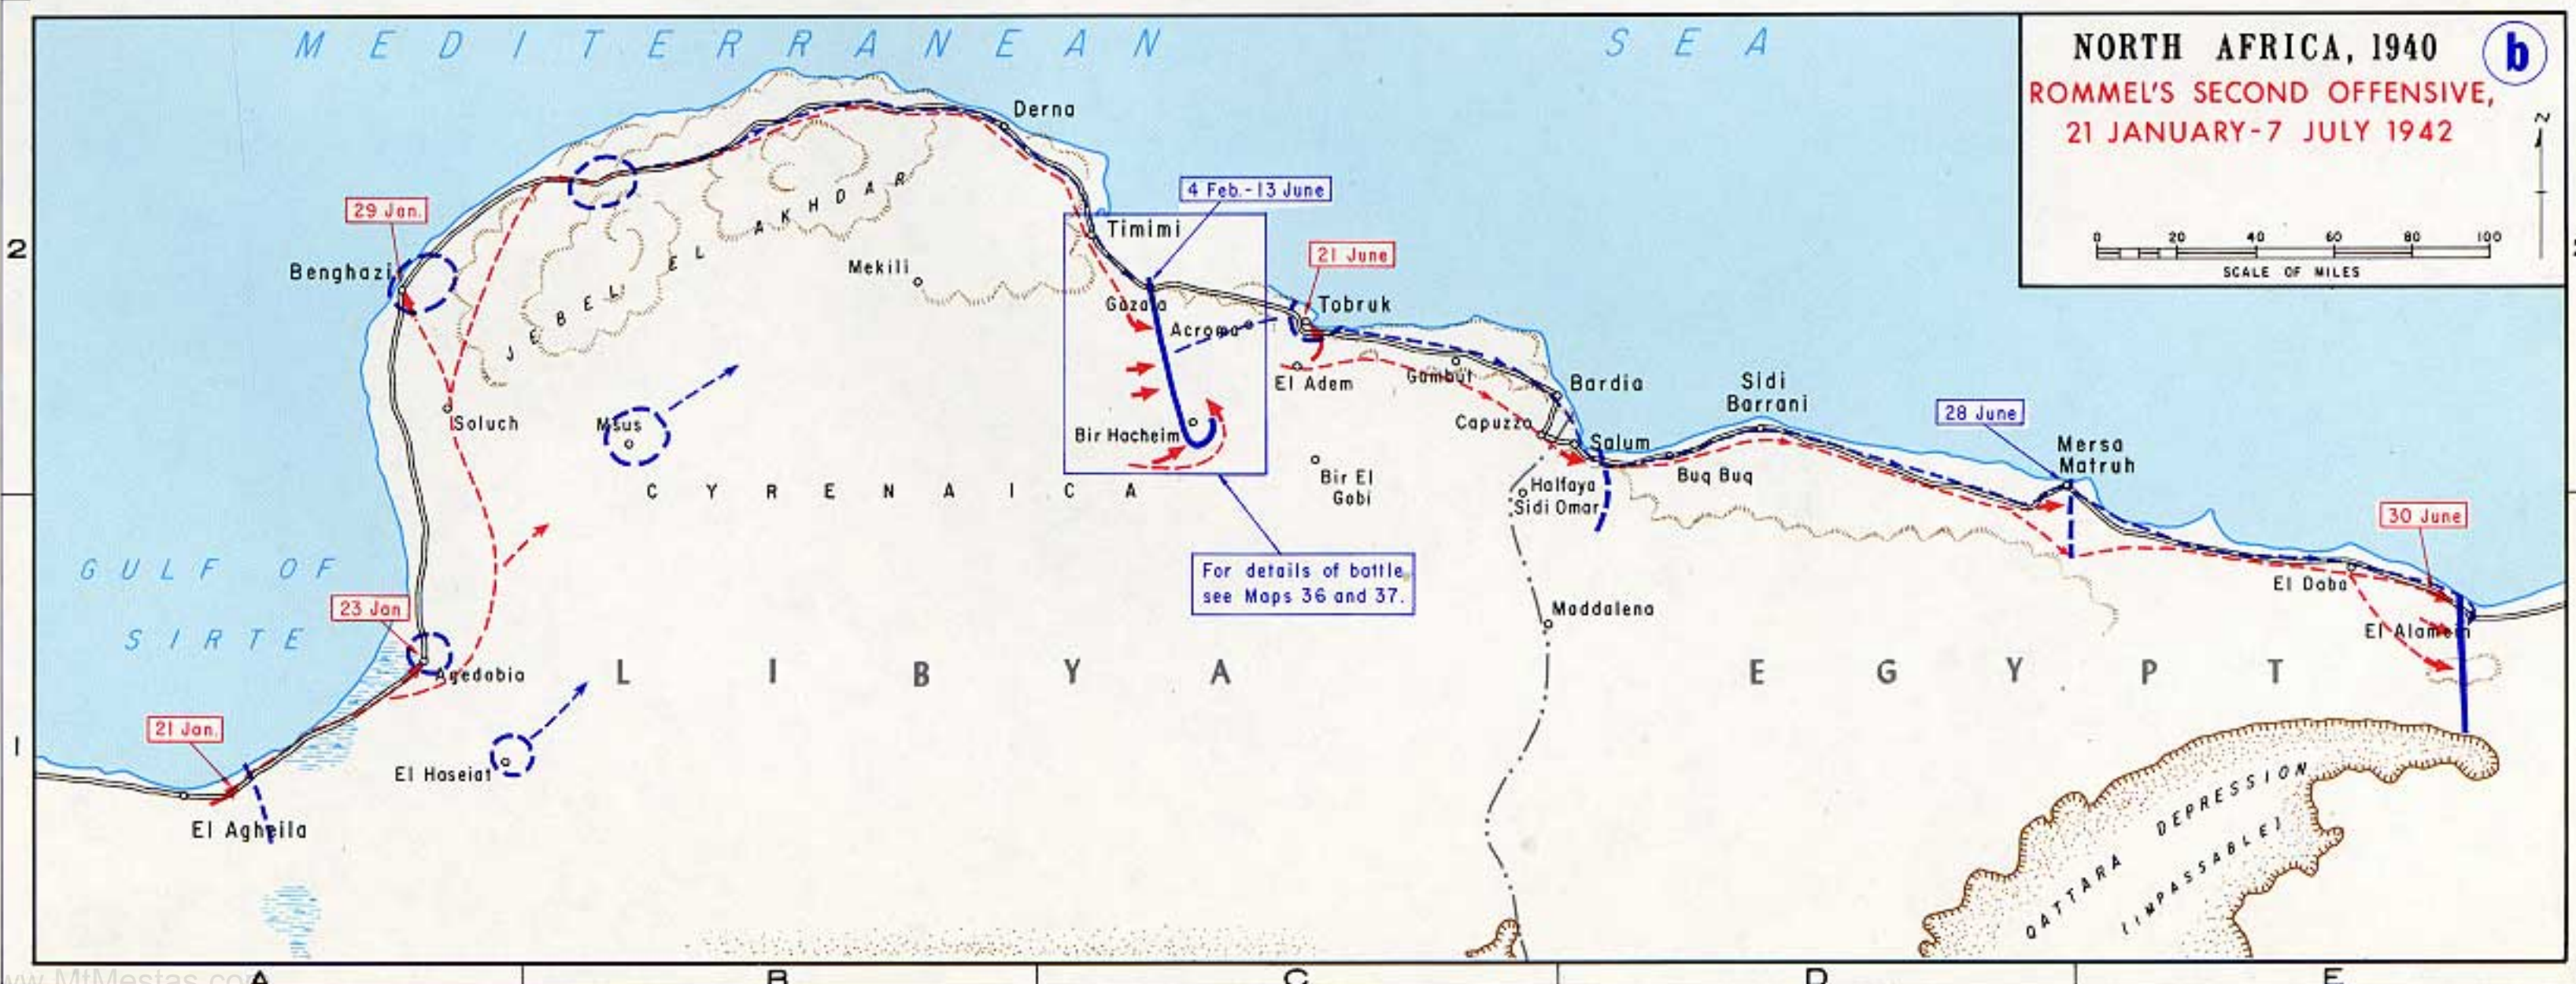 MEDITERRANEAN SEA
NORTH AFRICA, 1940
b
ROMMEL'S SECOND OFFENSIVE,
21 JANUARY-7 JULY 1942
N
0 20 40 60 80 100
SCALE OF MILES
Derna
4 Feb.-13 June
29 Jan.
Timimi
2
Benghazi
Mekili
21 June
JEBEL EL AKHDAR
Gazala
Tobruk
Acroma
El Adem
Gambut
Bardia
Sidi
Barrani
Soluch
Msus
Bir Hacheim
Capuzzo
28 June
Salum
Mersa
Matruh
CYRENAICA
Bir El
Gobi
Halfaya
Sidi Omar
Buq Buq
30 June
GULF OF
SIRTE
For details of battle
see Maps 36 and 37.
El Daba
23 Jan
Maddalena
El Alamein
Agedabia
LIBYA
EGYPT
21 Jan.
1
El Haseiat
El Agheila
QATTARA DEPRESSION
(IMPASSABLE)
www.MtMestas.com
A B C D E